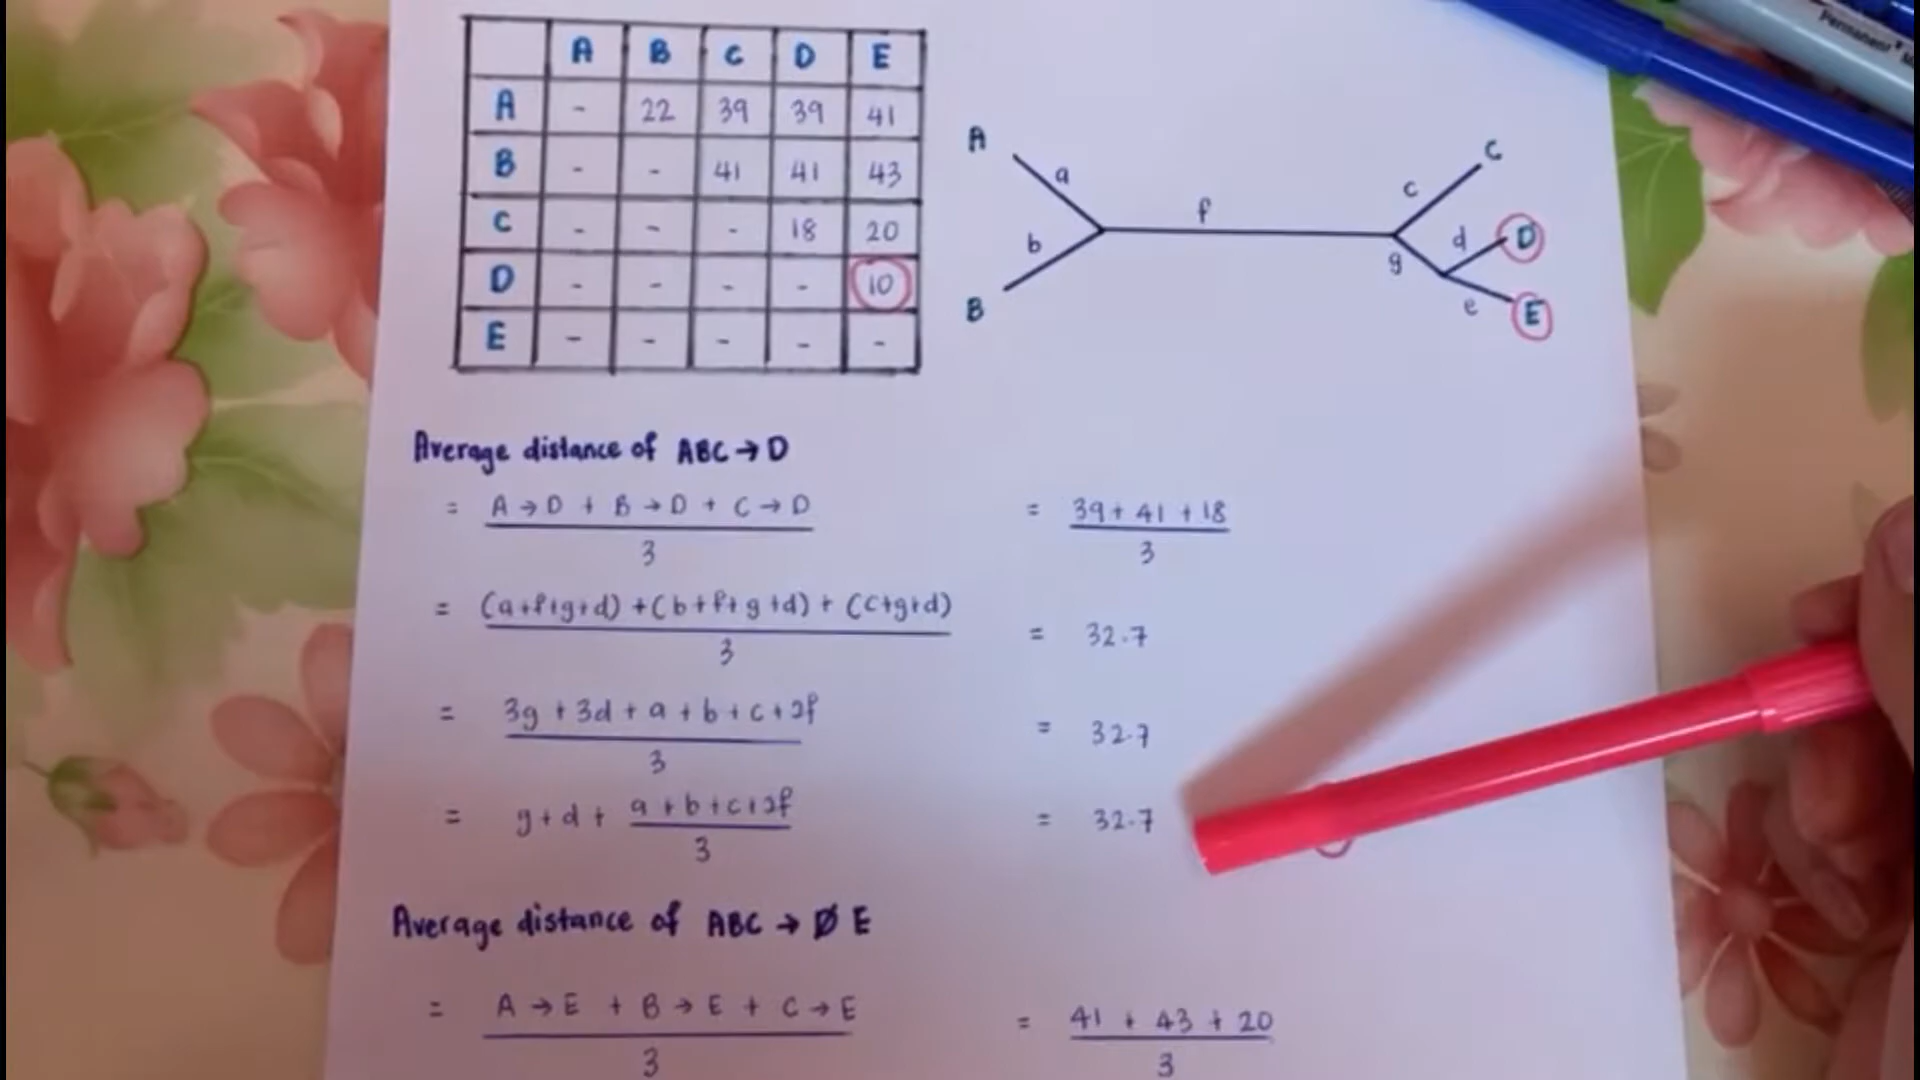 A B C D E
A - 22 39 39 41
B - - 41 41 43
C - - - 18 20
D - - - - 10
E - - - - -
A a f c C
b g d D
B e E
Average distance of ABC → D
= A → D + B → D + C → D / 3 = 39 + 41 + 18 / 3
= (a+f+g+d) + (b+f+g+d) + (c+g+d) / 3 = 32.7
= 3g + 3d + a + b + c + 2f / 3 = 32.7
= g + d + a + b + c + 2f / 3 = 32.7
Average distance of ABC → E
= A → E + B → E + C → E / 3 = 41 + 43 + 20 / 3
Permanent